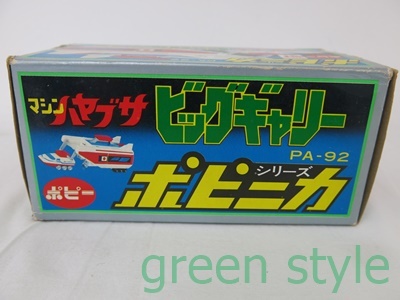 マシン ハヤブサ
ビッグギャリー
PA-92
ポピー
ポピニカ
シリーズ
green style